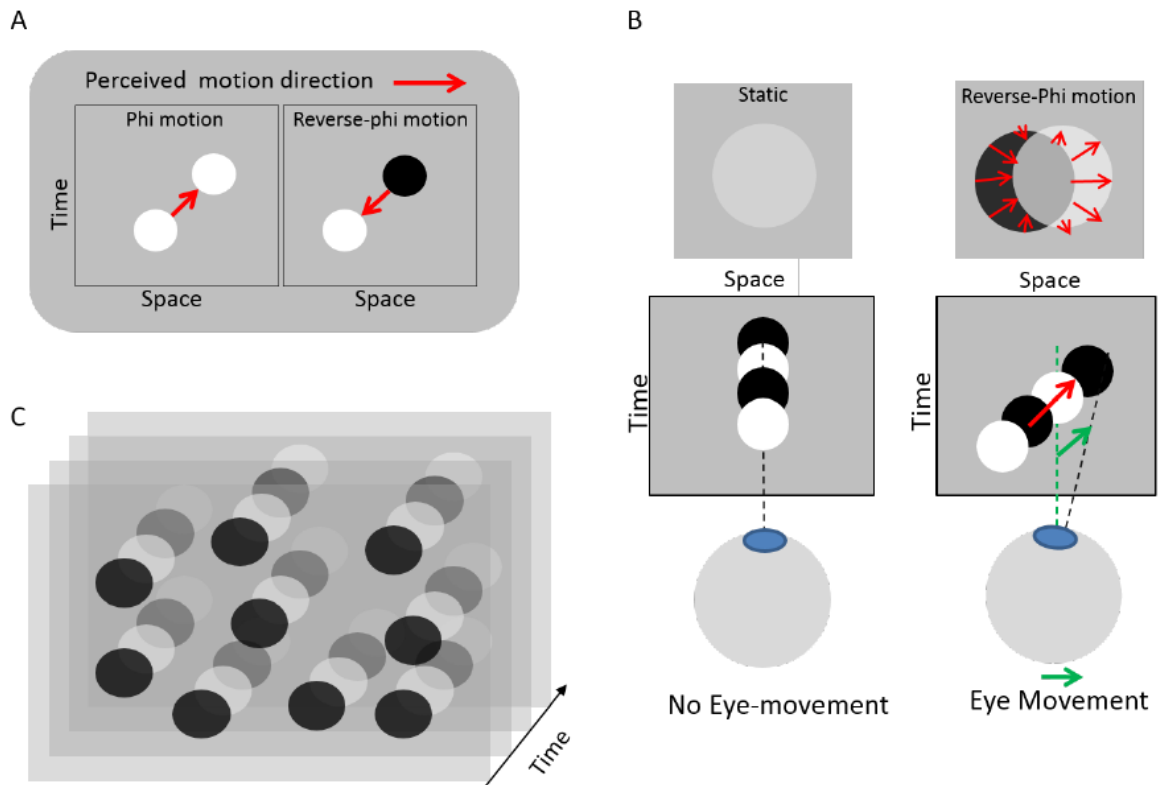 A
Perceived motion direction
Phi motion
Reverse-phi motion
Time
Space
Space
B
Static
Reverse-Phi motion
Space
Space
Time
Time
No Eye-movement
Eye Movement
C
Time